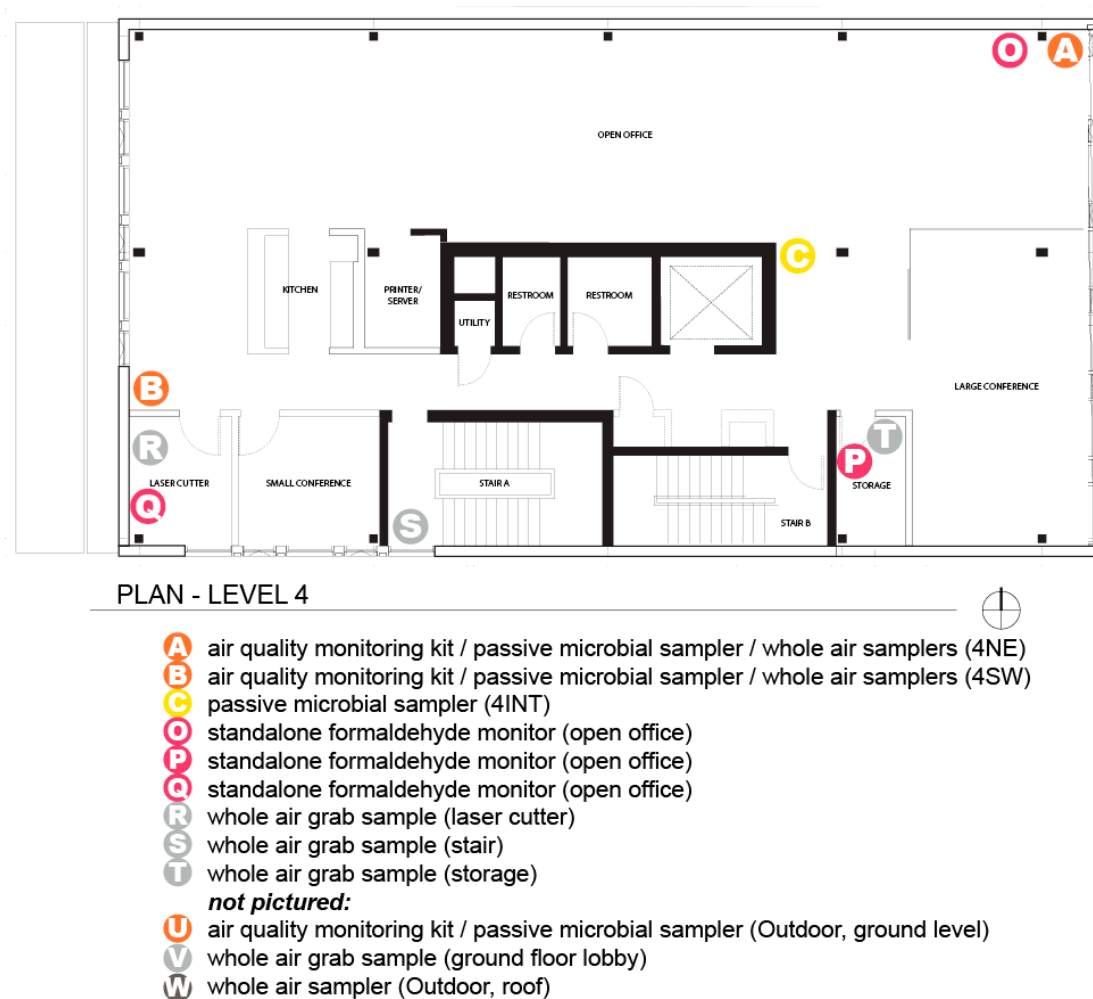 O A
OPEN OFFICE
C
KITCHEN
PRINTER/
SERVER
RESTROOM
RESTROOM
UTILITY
B
LARGE CONFERENCE
R
T
P
LASER CUTTER
SMALL CONFERENCE
STAIR A
STORAGE
Q
S
STAIR B
PLAN - LEVEL 4
A air quality monitoring kit / passive microbial sampler / whole air samplers (4NE)
B air quality monitoring kit / passive microbial sampler / whole air samplers (4SW)
C passive microbial sampler (4INT)
O standalone formaldehyde monitor (open office)
P standalone formaldehyde monitor (open office)
Q standalone formaldehyde monitor (open office)
R whole air grab sample (laser cutter)
S whole air grab sample (stair)
T whole air grab sample (storage)
not pictured:
U air quality monitoring kit / passive microbial sampler (Outdoor, ground level)
V whole air grab sample (ground floor lobby)
W whole air sampler (Outdoor, roof)